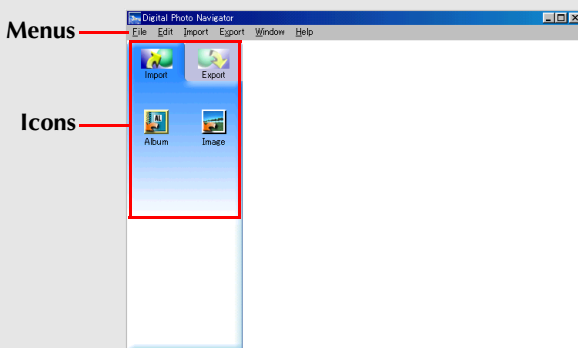 Digital Photo Navigator
Menus
File Edit Import Export Window Help
Import Export
Icons
Album Image